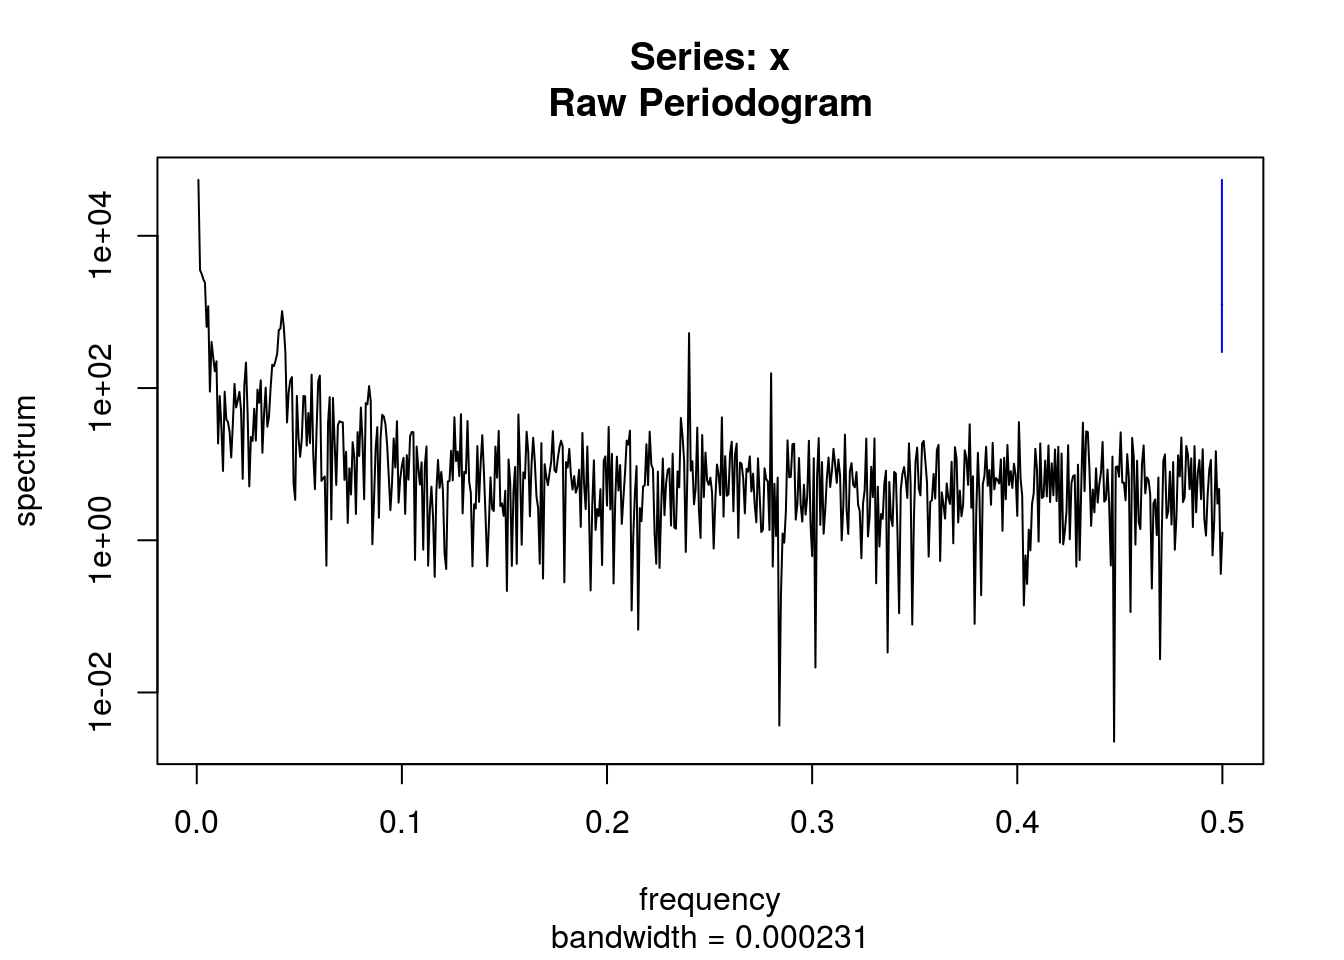 Series: x
Raw Periodogram
spectrum
1e+04
1e+02
1e+00
1e-02
0.0 0.1 0.2 0.3 0.4 0.5
frequency
bandwidth = 0.000231